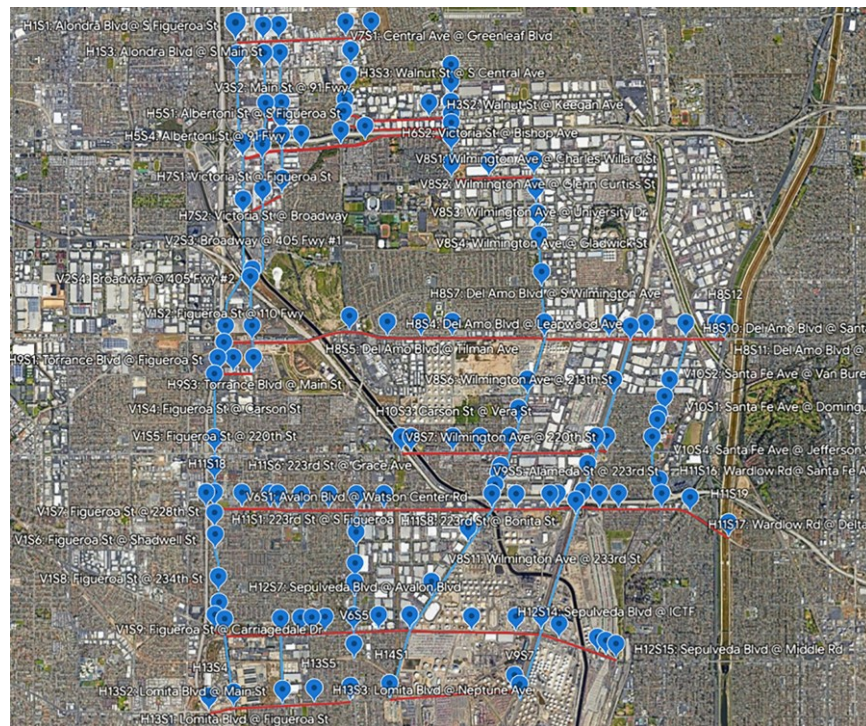 H1S1: Alondra Blvd @ S Figueroa St
V7S1: Central Ave @ Greenleaf Blvd
H1S3: Alondra Blvd @ S Main St
H3S3: Walnut St @ S Central Ave
V3S2: Main St @ 91 Fwy
H3S2: Walnut St @ Keegan Ave
H5S1: Albertoni St @ S Figueroa St
H5S4: Albertoni St @ 91 Fwy
H6S2: Victoria St @ Bishop Ave
V8S1: Wilmington Ave @ Charles Willard St
H7S1: Victoria St @ Figueroa St
V8S2: Wilmington Ave @ Glenn Curtiss St
H7S2: Victoria St @ Broadway
V8S3: Wilmington Ave @ University Dr
V2S3: Broadway @ 405 Fwy #1
V8S4: Wilmington Ave @ Gladwick St
V2S4: Broadway @ 405 Fwy #2
H8S7: Del Amo Blvd @ S Wilmington Ave
H8S12
V1S2: Figueroa St @ 110 Fwy
H8S4: Del Amo Blvd @ Leapwood Ave
H8S10: Del Amo Blvd @ Santa
H8S5: Del Amo Blvd @ Tillman Ave
H8S11: Del Amo Blvd @
H9S1: Torrance Blvd @ Figueroa St
V10S2: Santa Fe Ave @ Van Bure
H9S3: Torrance Blvd @ Main St
V8S6: Wilmington Ave @ 213th St
V1S4: Figueroa St @ Carson St
H10S3: Carson St @ Vera St
V10S1: Santa Fe Ave @ Doming
V1S5: Figueroa St @ 220th St
V8S7: Wilmington Ave @ 220th St
V10S4: Santa Fe Ave @ Jefferson S
H11S18
H11S6: 223rd St @ Grace Ave
V9S5: Alameda St @ 223rd St
H11S16: Wardlow Rd @ Santa Fe A
V6S1: Avalon Blvd @ Watson Center Rd
H11S19
V1S7: Figueroa St @ 228th St
H11S1: 223rd St @ S Figueroa
H11S8: 223rd St @ Bonita St
H11S17: Wardlow Rd @ Delta
V1S6: Figueroa St @ Shadwell St
V8S11: Wilmington Ave @ 233rd St
V1S8: Figueroa St @ 234th St
H12S7: Sepulveda Blvd @ Avalon Blvd
V6S5
H12S14: Sepulveda Blvd @ ICTF
V1S9: Figueroa St @ Carriagedale Dr
H12S15: Sepulveda Blvd @ Middle Rd
H13S4
H13S5
H14S1
V9S7
H13S2: Lomita Blvd @ Main St
H13S3: Lomita Blvd @ Neptune Ave
H13S1: Lomita Blvd @ Figueroa St